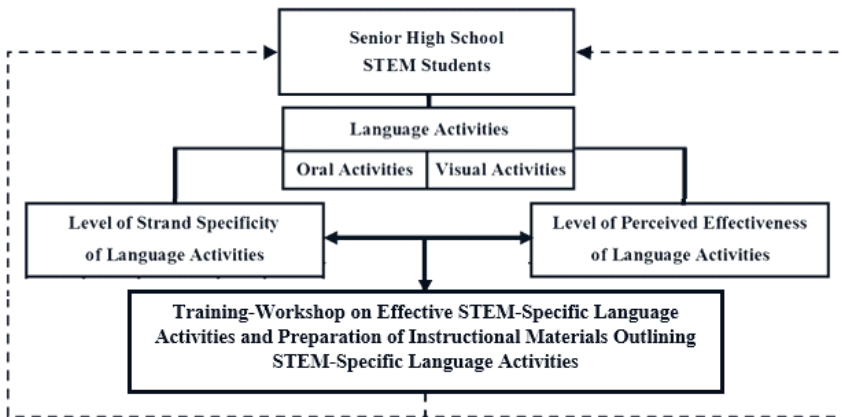 Senior High School
STEM Students
Language Activities
Oral Activities
Visual Activities
Level of Strand Specificity
of Language Activities
Level of Perceived Effectiveness
of Language Activities
Training-Workshop on Effective STEM-Specific Language
Activities and Preparation of Instructional Materials Outlining
STEM-Specific Language Activities